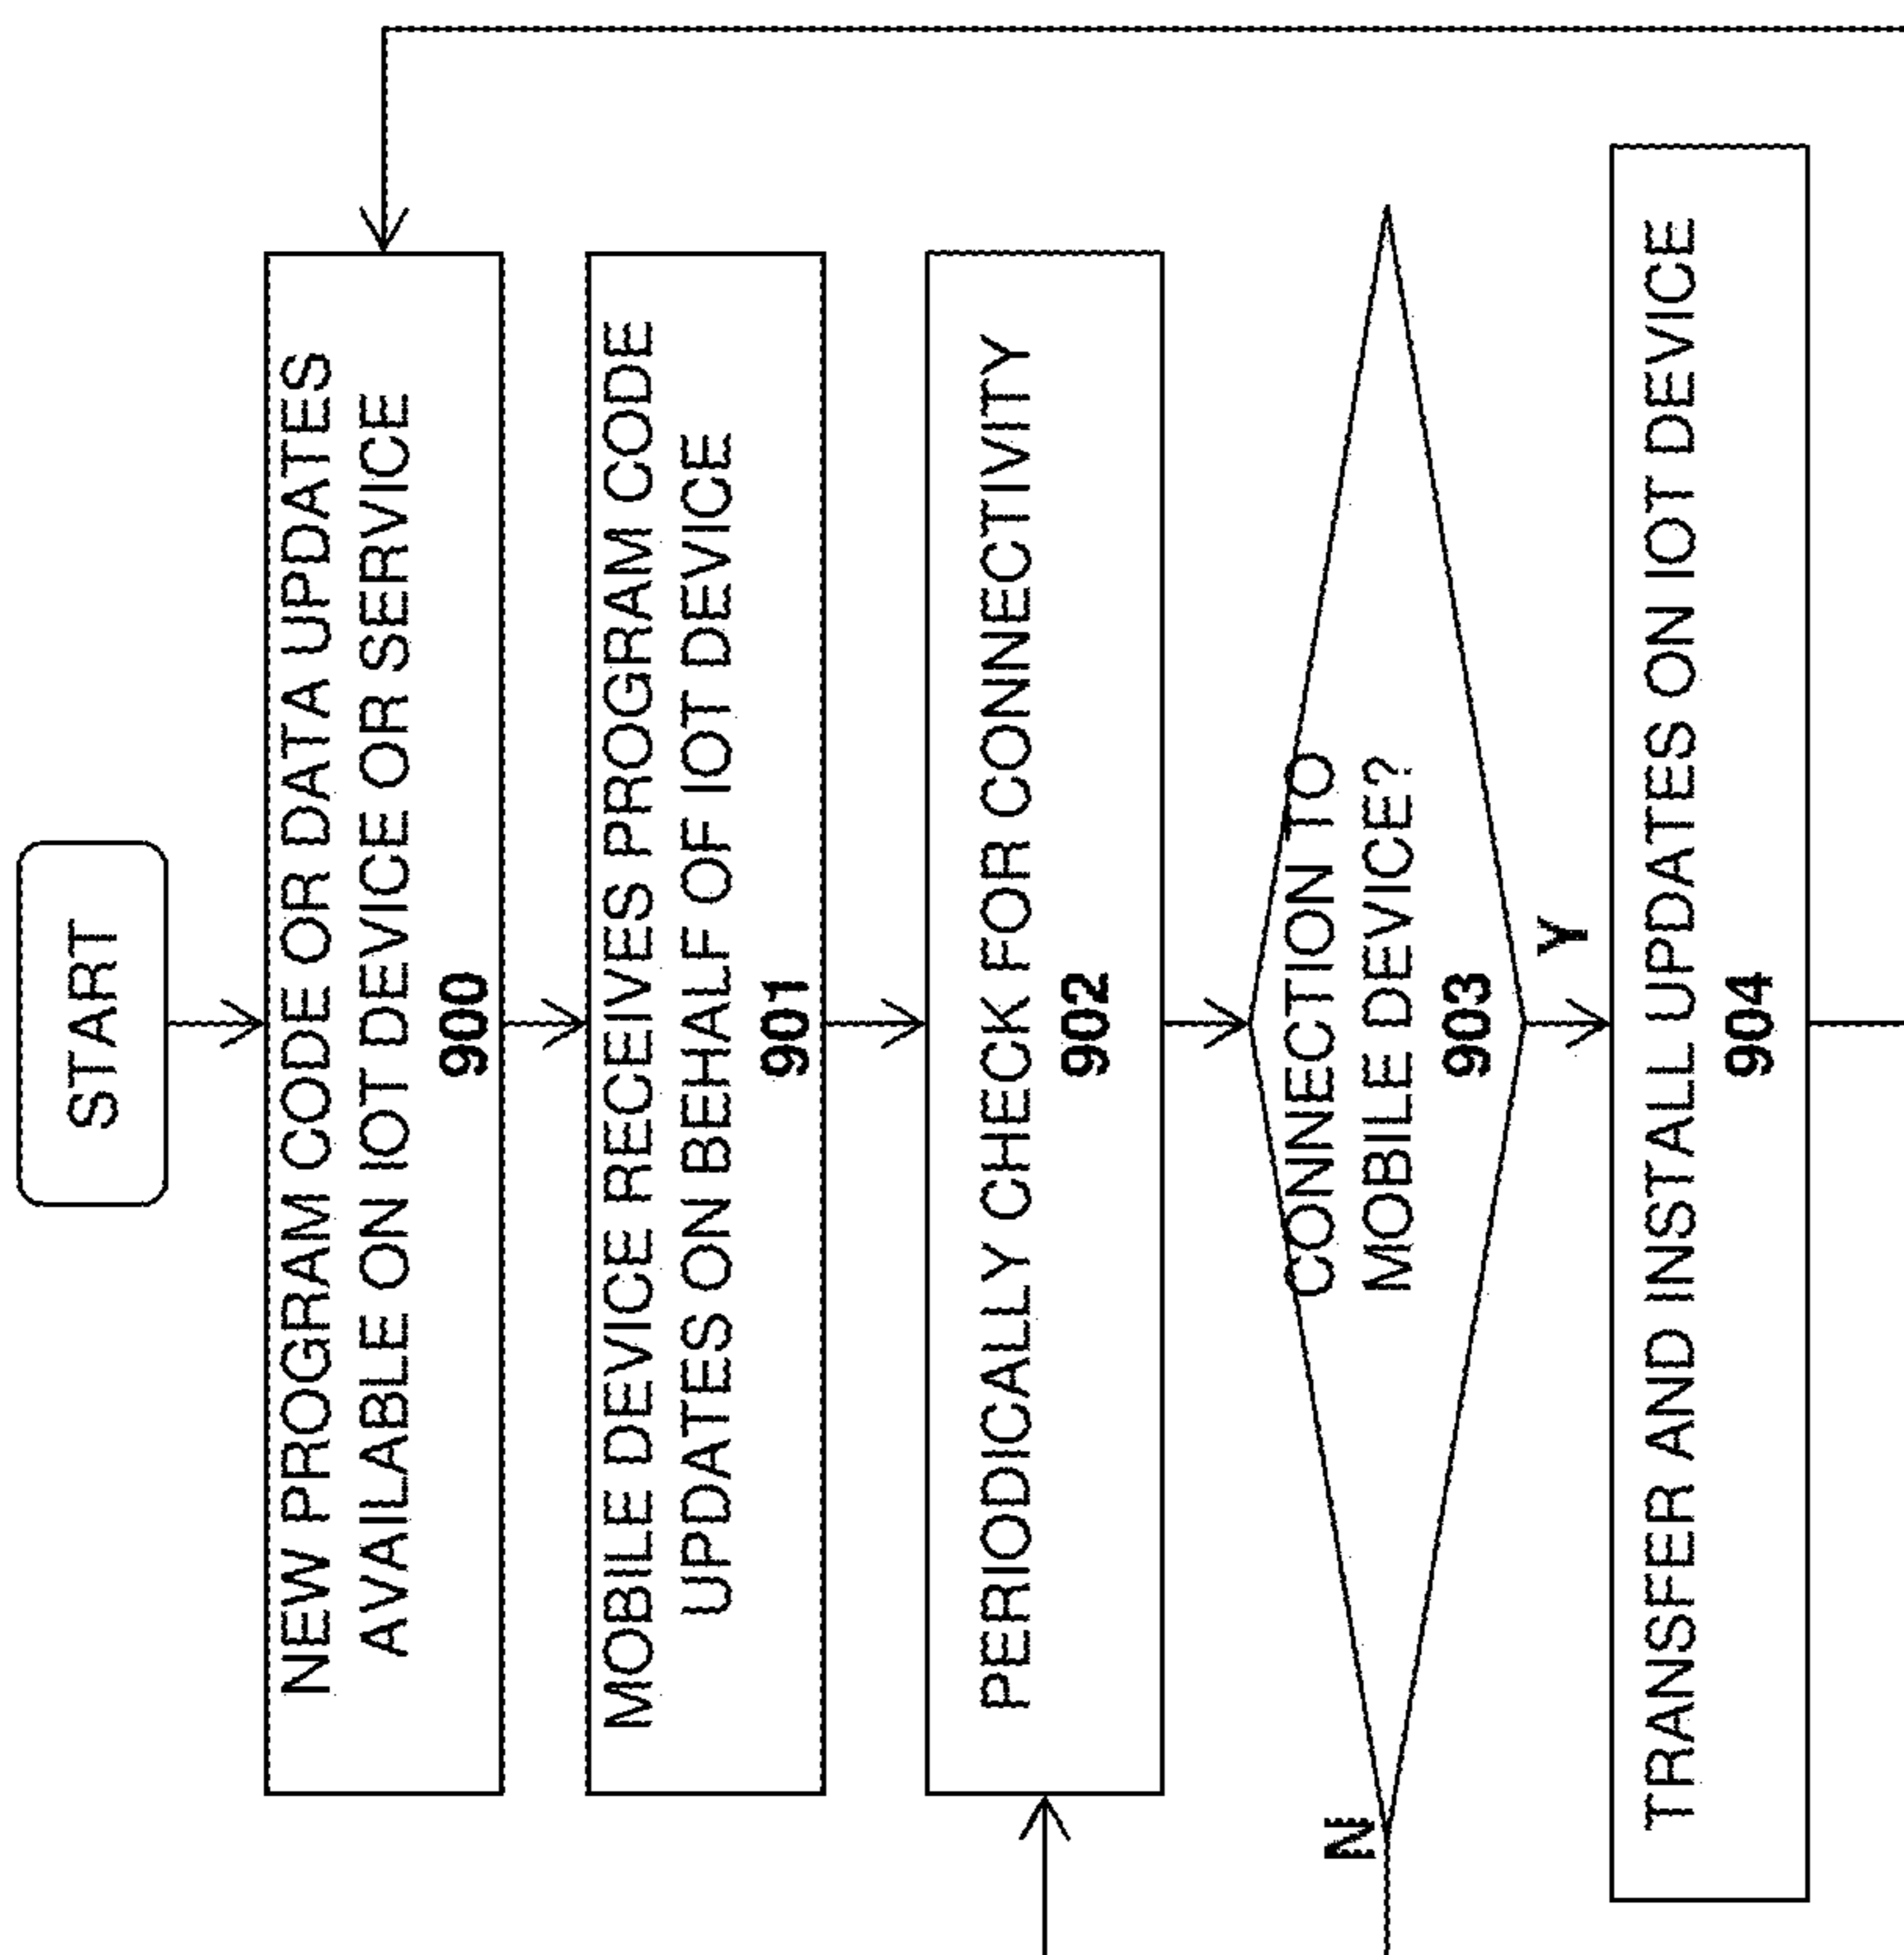 START
NEW PROGRAM CODE OR DATA UPDATES
AVAILABLE ON IOT DEVICE OR SERVICE
900
MOBILE DEVICE RECEIVES PROGRAM CODE
UPDATES ON BEHALF OF IOT DEVICE
901
PERIODICALLY CHECK FOR CONNECTIVITY
902
CONNECTION TO
MOBILE DEVICE?
903
N
Y
TRANSFER AND INSTALL UPDATES ON IOT DEVICE
904